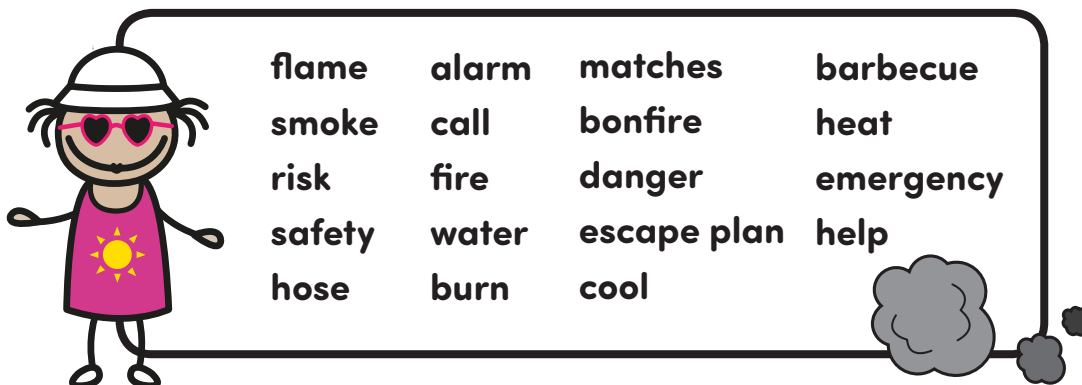 flame alarm matches barbecue
smoke call bonfire heat
risk fire danger emergency
safety water escape plan help
hose burn cool